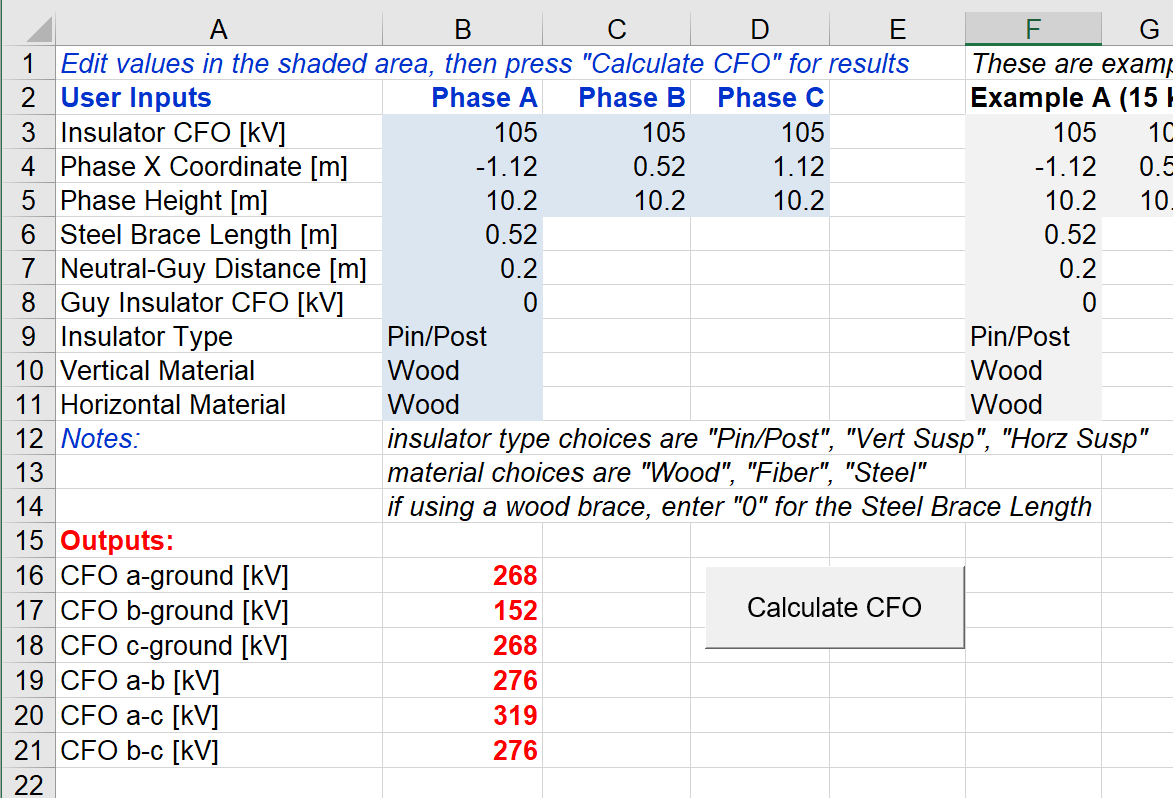 A B C D E F G
1 Edit values in the shaded area, then press "Calculate CFO" for results These are examp
2 User Inputs Phase A Phase B Phase C Example A (15
3 Insulator CFO [kV] 105 105 105 105 10
4 Phase X Coordinate [m] -1.12 0.52 1.12 -1.12 0.5
5 Phase Height [m] 10.2 10.2 10.2 10.2 10.
6 Steel Brace Length [m] 0.52 0.52
7 Neutral-Guy Distance [m] 0.2 0.2
8 Guy Insulator CFO [kV] 0 0
9 Insulator Type Pin/Post Pin/Post
10 Vertical Material Wood Wood
11 Horizontal Material Wood Wood
12 Notes: insulator type choices are "Pin/Post", "Vert Susp", "Horz Susp"
13 material choices are "Wood", "Fiber", "Steel"
14 if using a wood brace, enter "0" for the Steel Brace Length
15 Outputs:
16 CFO a-ground [kV] 268
Calculate CFO
17 CFO b-ground [kV] 152
18 CFO c-ground [kV] 268
19 CFO a-b [kV] 276
20 CFO a-c [kV] 319
21 CFO b-c [kV] 276
22